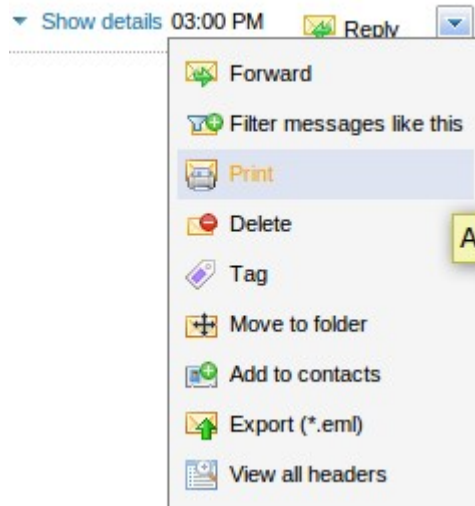 Show details 03:00 PM Reply
Forward
Filter messages like this
Print
Delete
A
Tag
Move to folder
Add to contacts
Export (*.eml)
View all headers